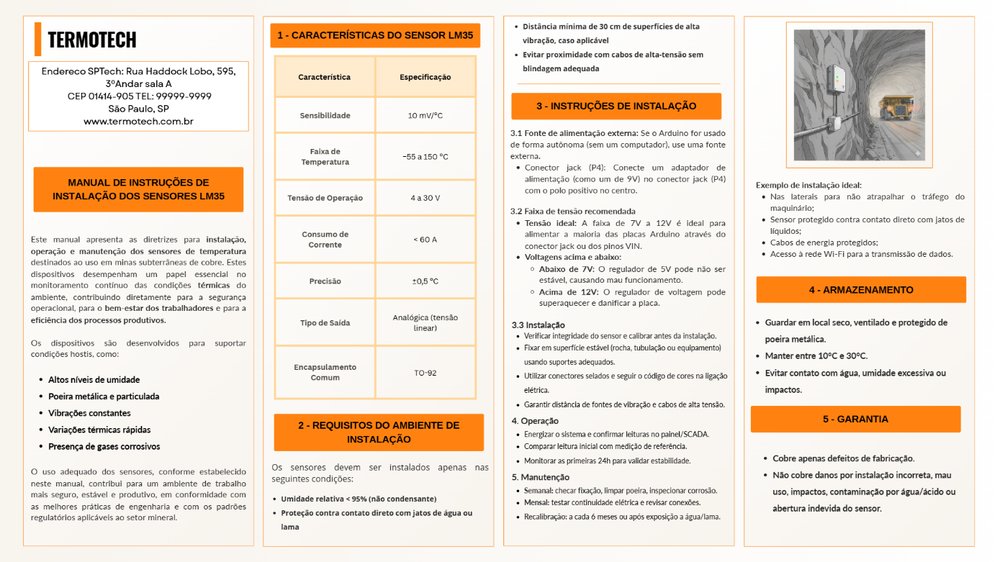 TERMOTECH
Endereco SPTech: Rua Haddock Lobo, 595,
3ºAndar sala A
CEP 01414-905 TEL: 99999-9999
São Paulo, SP
www.termotech.com.br
MANUAL DE INSTRUÇÕES DE
INSTALAÇÃO DOS SENSORES LM35
Este manual apresenta as diretrizes para instalação,
operação e manutenção dos sensores de temperatura
destinados ao uso em minas subterrâneas de cobre. Estes
dispositivos desempenham um papel essencial no
monitoramento contínuo das condições térmicas do
ambiente, contribuindo diretamente para a segurança
operacional, para o bem-estar dos trabalhadores e para a
eficiência dos processos produtivos.
Os dispositivos são desenvolvidos para suportar
condições hostis, como:
• Altos níveis de umidade
• Poeira metálica e particulada
• Vibrações constantes
• Variações térmicas rápidas
• Presença de gases corrosivos
O uso adequado dos sensores, conforme estabelecido
neste manual, contribui para um ambiente de trabalho
mais seguro, estável e produtivo, em conformidade com
as melhores práticas de engenharia e com os padrões
regulatórios aplicáveis ao setor mineral.
1 - CARACTERÍSTICAS DO SENSOR LM35
Característica Especificação
Sensibilidade 10 mV/°C
Faixa de
Temperatura −55 a 150 °C
Tensão de Operação 4 a 30 V
Consumo de
Corrente < 60 A
Precisão ±0,5 °C
Tipo de Saída Analógica (tensão
linear)
Encapsulamento
Comum TO-92
2 - REQUISITOS DO AMBIENTE DE
INSTALAÇÃO
Os sensores devem ser instalados apenas nas
seguintes condições:
• Umidade relativa < 95% (não condensante)
• Proteção contra contato direto com jatos de água ou
lama
• Distância mínima de 30 cm de superfícies de alta
vibração, caso aplicável
• Evitar proximidade com cabos de alta-tensão sem
blindagem adequada
3 - INSTRUÇÕES DE INSTALAÇÃO
3.1 Fonte de alimentação externa: Se o Arduino for usado
de forma autônoma (sem um computador), use uma fonte
externa.
• Conector jack (P4): Conecte um adaptador de
alimentação (como um de 9V) no conector jack (P4)
com o polo positivo no centro.
3.2 Faixa de tensão recomendada
• Tensão ideal: A faixa de 7V a 12V é ideal para
alimentar a maioria das placas Arduino através do
conector jack ou dos pinos VIN.
• Voltagens acima e abaixo:
○ Abaixo de 7V: O regulador de 5V pode não ser
estável, causando mau funcionamento.
○ Acima de 12V: O regulador de voltagem pode
superaquecer e danificar a placa.
3.3 Instalação
• Verificar integridade do sensor e calibrar antes da instalação.
• Fixar em superfície estável (rocha, tubulação ou equipamento)
usando suportes adequados.
• Utilizar conectores selados e seguir o código de cores na ligação
elétrica.
• Garantir distância de fontes de vibração e cabos de alta tensão.
4. Operação
• Energizar o sistema e confirmar leituras no painel/SCADA.
• Comparar leitura inicial com medição de referência.
• Monitorar as primeiras 24h para validar estabilidade.
5. Manutenção
• Semanal: checar fixação, limpar poeira, inspecionar corrosão.
• Mensal: testar continuidade elétrica e revisar conexões.
• Recalibração: a cada 6 meses ou após exposição a água/lama.
Exemplo de instalação ideal:
• Nas laterais para não atrapalhar o tráfego do
maquinário;
• Sensor protegido contra contato direto com jatos de
líquidos;
• Cabos de energia protegidos;
• Acesso à rede Wi-Fi para a transmissão de dados.
4 - ARMAZENAMENTO
• Guardar em local seco, ventilado e protegido de
poeira metálica.
• Manter entre 10°C e 30°C.
• Evitar contato com água, umidade excessiva ou
impactos.
5 - GARANTIA
• Cobre apenas defeitos de fabricação.
• Não cobre danos por instalação incorreta, mau
uso, impactos, contaminação por água/ácido ou
abertura indevida do sensor.